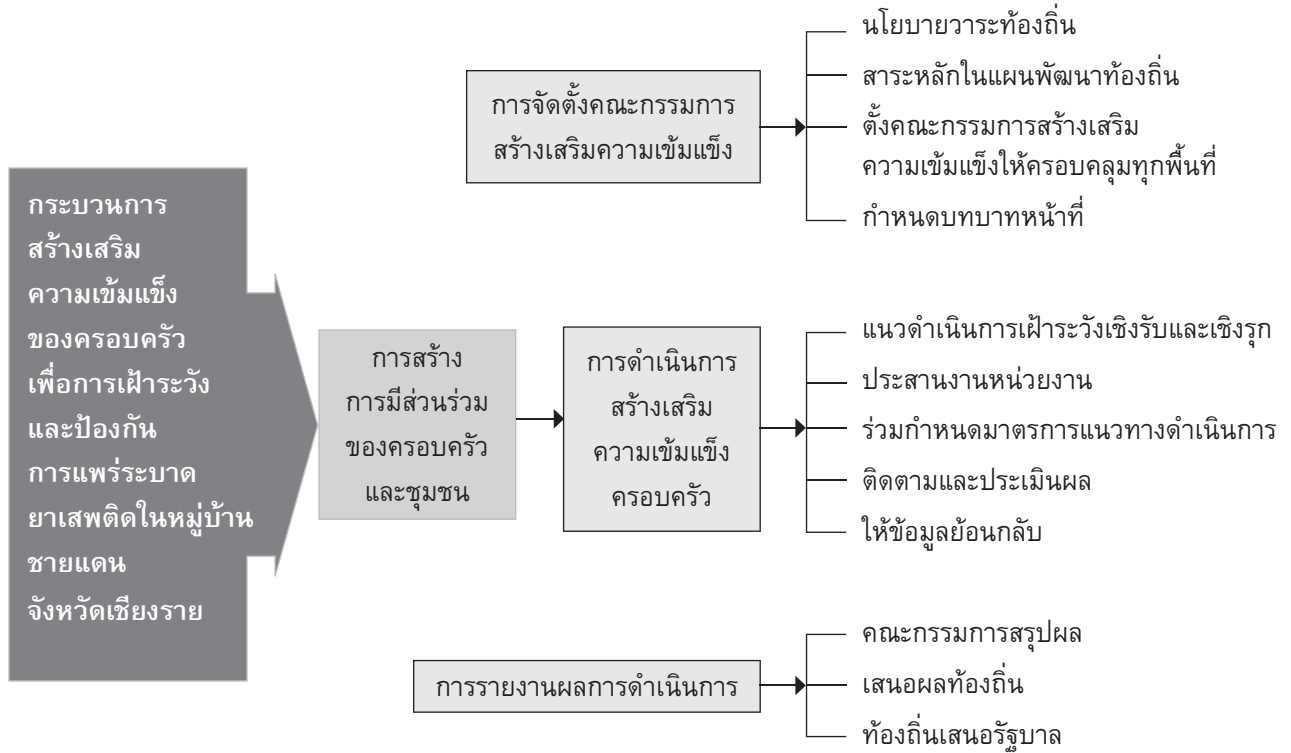 กระบวนการ
สร้างเสริม
ความเข้มแข็ง
ของครอบครัว
เพื่อการเฝ้าระวัง
และป้องกัน
การแพร่ระบาด
ยาเสพติดในหมู่บ้าน
ชายแดน
จังหวัดเชียงราย
การจัดตั้งคณะกรรมการ
สร้างเสริมความเข้มแข็ง
นโยบายวาระท้องถิ่น
สาระหลักในแผนพัฒนาท้องถิ่น
ตั้งคณะกรรมการสร้างเสริม
ความเข้มแข็งให้ครอบคลุมทุกพื้นที่
กำหนดบทบาทหน้าที่
การสร้าง
การมีส่วนร่วม
ของครอบครัว
และชุมชน
การดำเนินการ
สร้างเสริม
ความเข้มแข็ง
ครอบครัว
แนวดำเนินการเฝ้าระวังเชิงรับและเชิงรุก
ประสานงานหน่วยงาน
ร่วมกำหนดมาตรการแนวทางดำเนินการ
ติดตามและประเมินผล
ให้ข้อมูลย้อนกลับ
การรายงานผลการดำเนินการ
คณะกรรมการสรุปผล
เสนอผลท้องถิ่น
ท้องถิ่นเสนอรัฐบาล